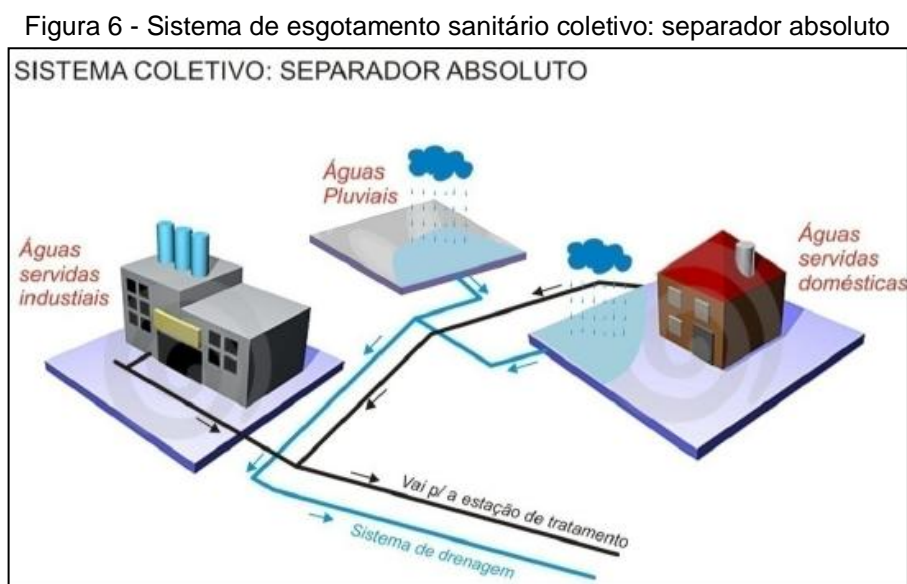 Figura 6 - Sistema de esgotamento sanitário coletivo: separador absoluto
SISTEMA COLETIVO: SEPARADOR ABSOLUTO
Águas
Pluviais
Águas
servidas
industiais
Águas
servidas
domésticas
Vai p/ a estação de tratamento
Sistema de drenagem